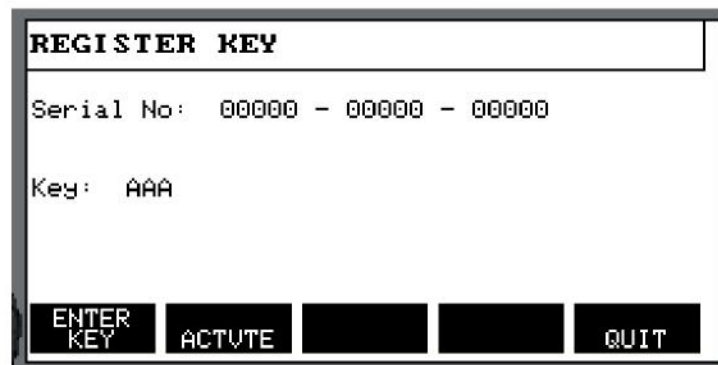 REGISTER KEY
Serial No: 00000 - 00000 - 00000
Key: AAA
ENTER KEY
ACTVTE
QUIT